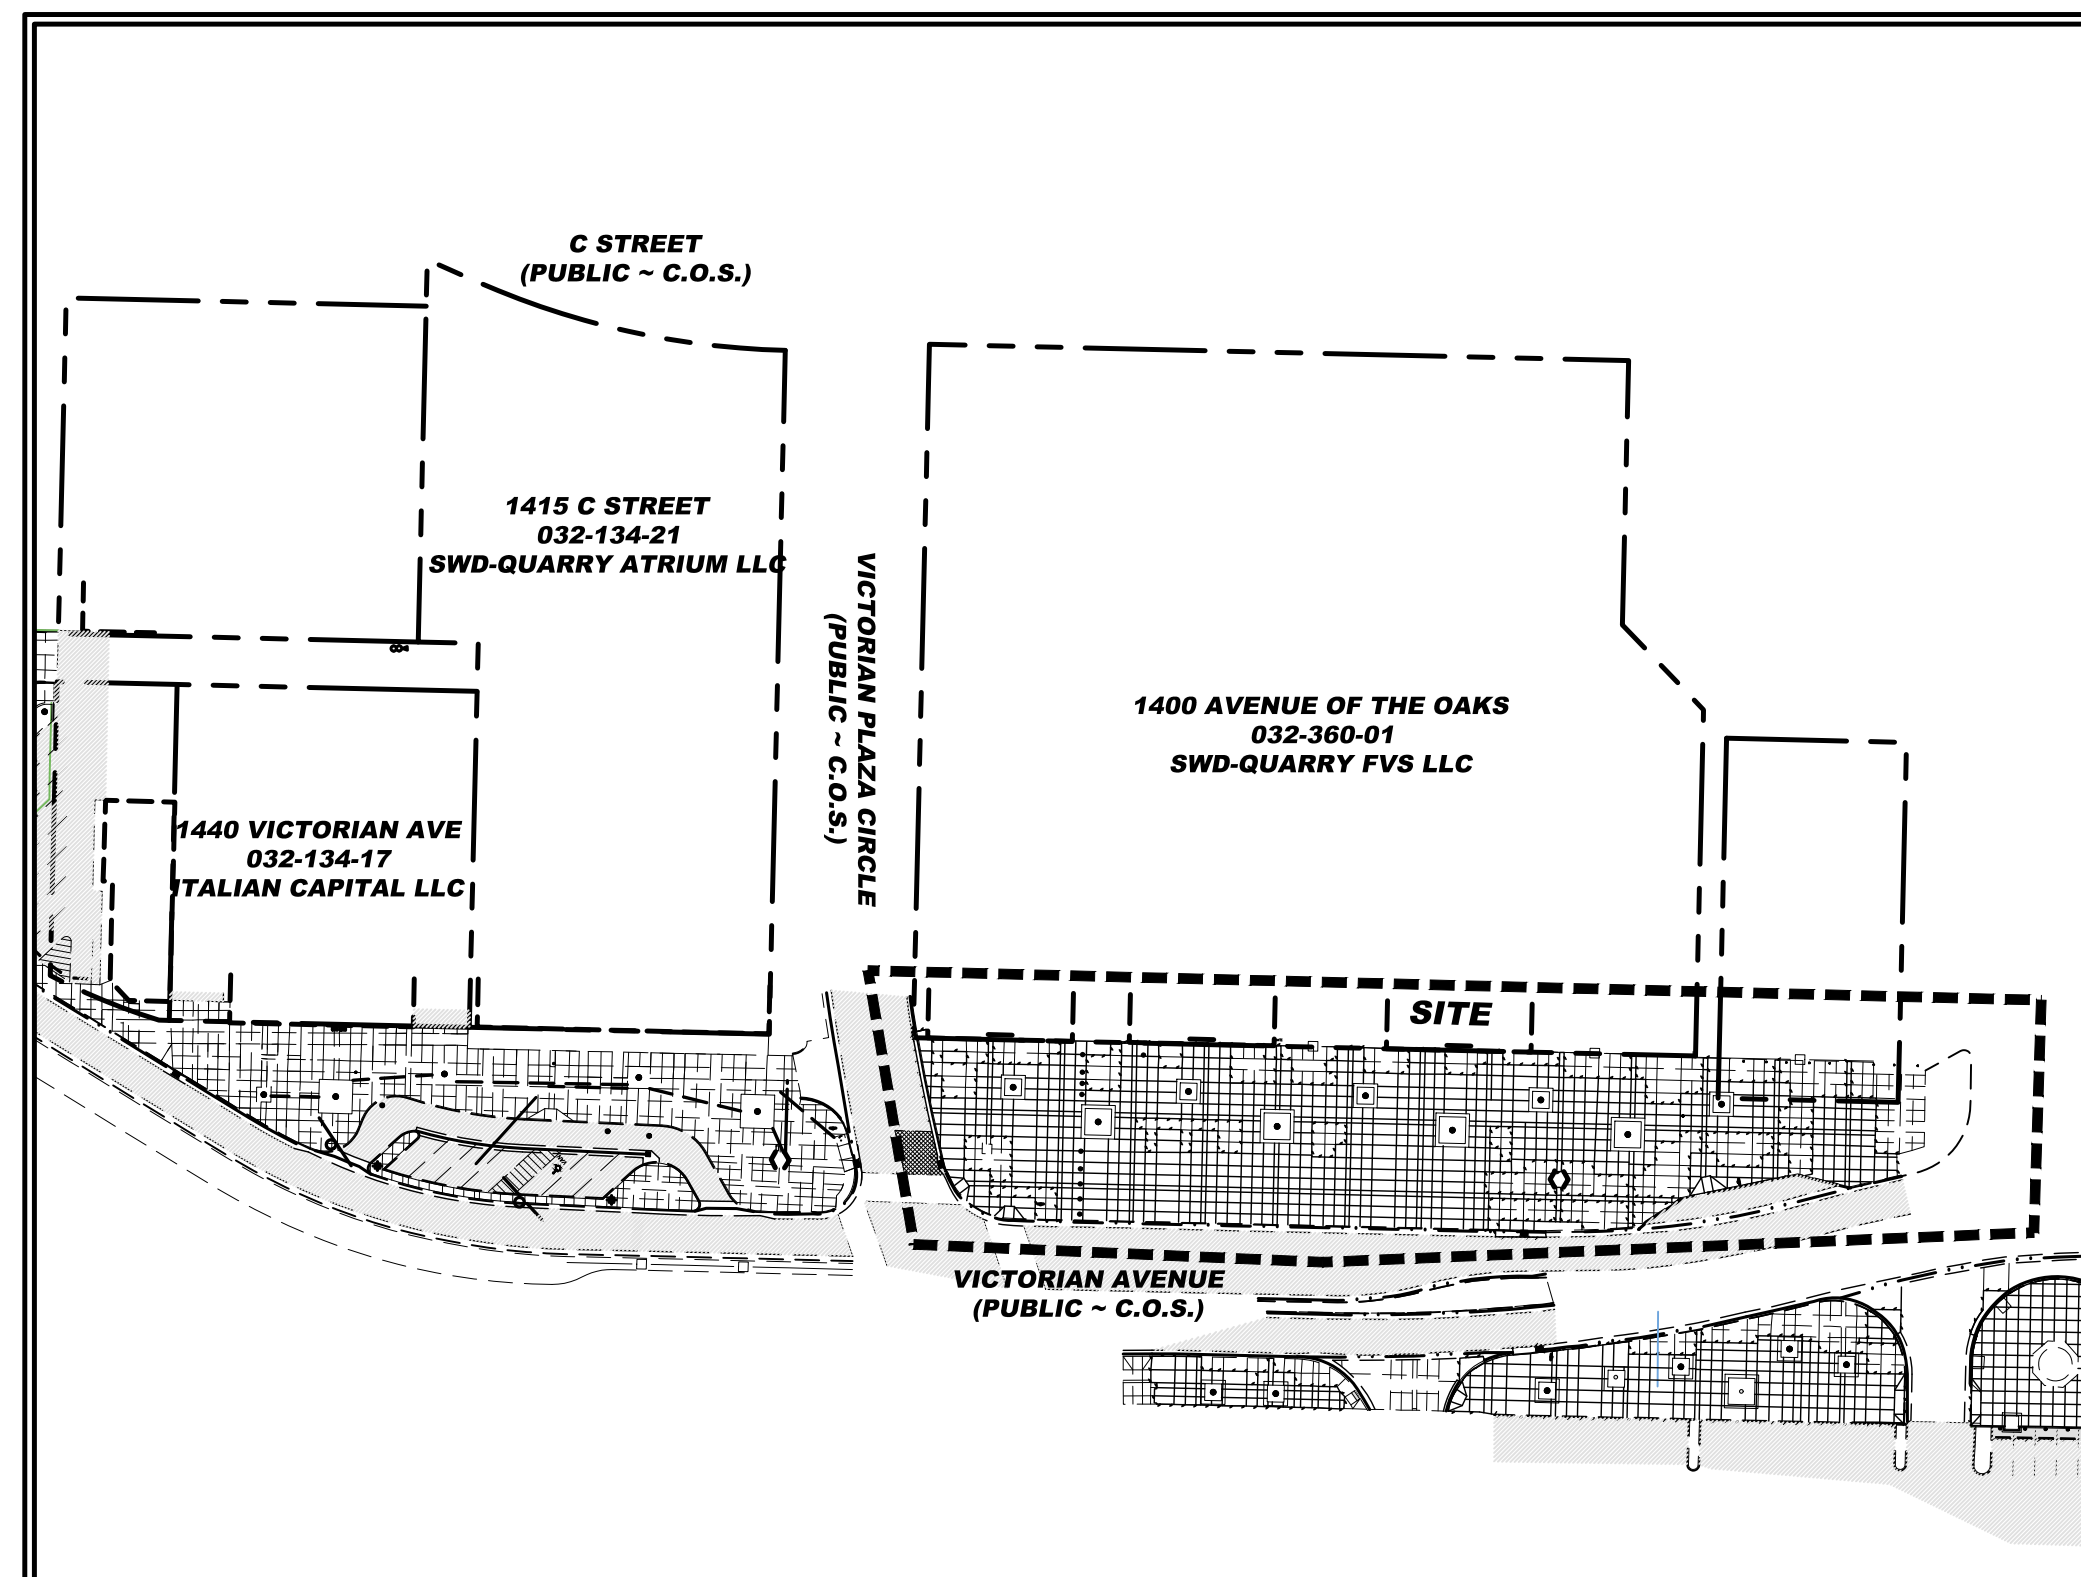 C STREET
(PUBLIC ~ C.O.S.)
1415 C STREET
032-134-21
SWD-QUARRY ATRIUM LLC
VICTORIAN PLAZA CIRCLE
(PUBLIC ~ C.O.S.)
1400 AVENUE OF THE OAKS
032-360-01
SWD-QUARRY FVS LLC
1440 VICTORIAN AVE
032-134-17
ITALIAN CAPITAL LLC
SITE
VICTORIAN AVENUE
(PUBLIC ~ C.O.S.)